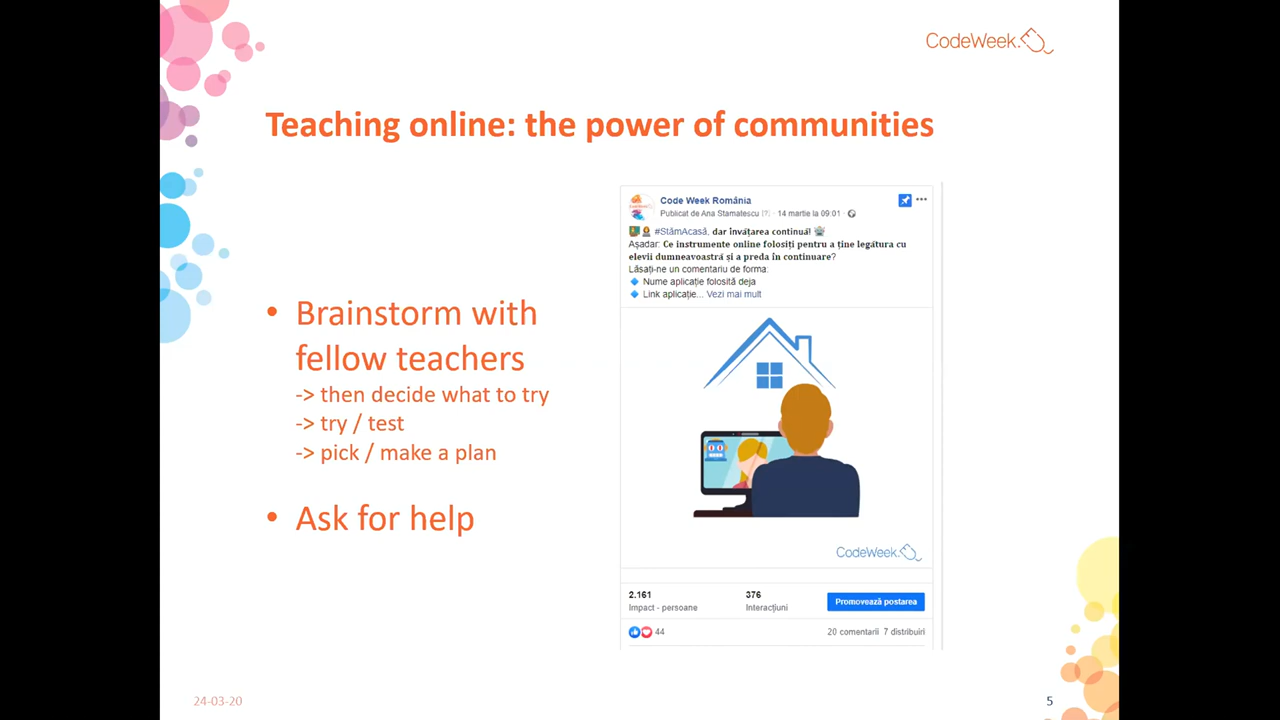 CodeWeek.
Teaching online: the power of communities
• Brainstorm with
fellow teachers
-> then decide what to try
-> try / test
-> pick / make a plan
• Ask for help
Code Week România
Publicat de Ana Stamatescu [?] · 14 martie la 09:01 ·
#StămAcasă, dar învățarea continuă!
Așadar: Ce instrumente online folosiți pentru a ține legătura cu
elevii dumneavoastră și a preda în continuare?
Lăsați-ne un comentariu de forma:
Nume aplicație folosită deja
Link aplicație... Vezi mai mult
CodeWeek.
2.161
Impact - persoane
376
Interacțiuni
Promovează postarea
44
20 comentarii 7 distribuiri
24-03-20
5